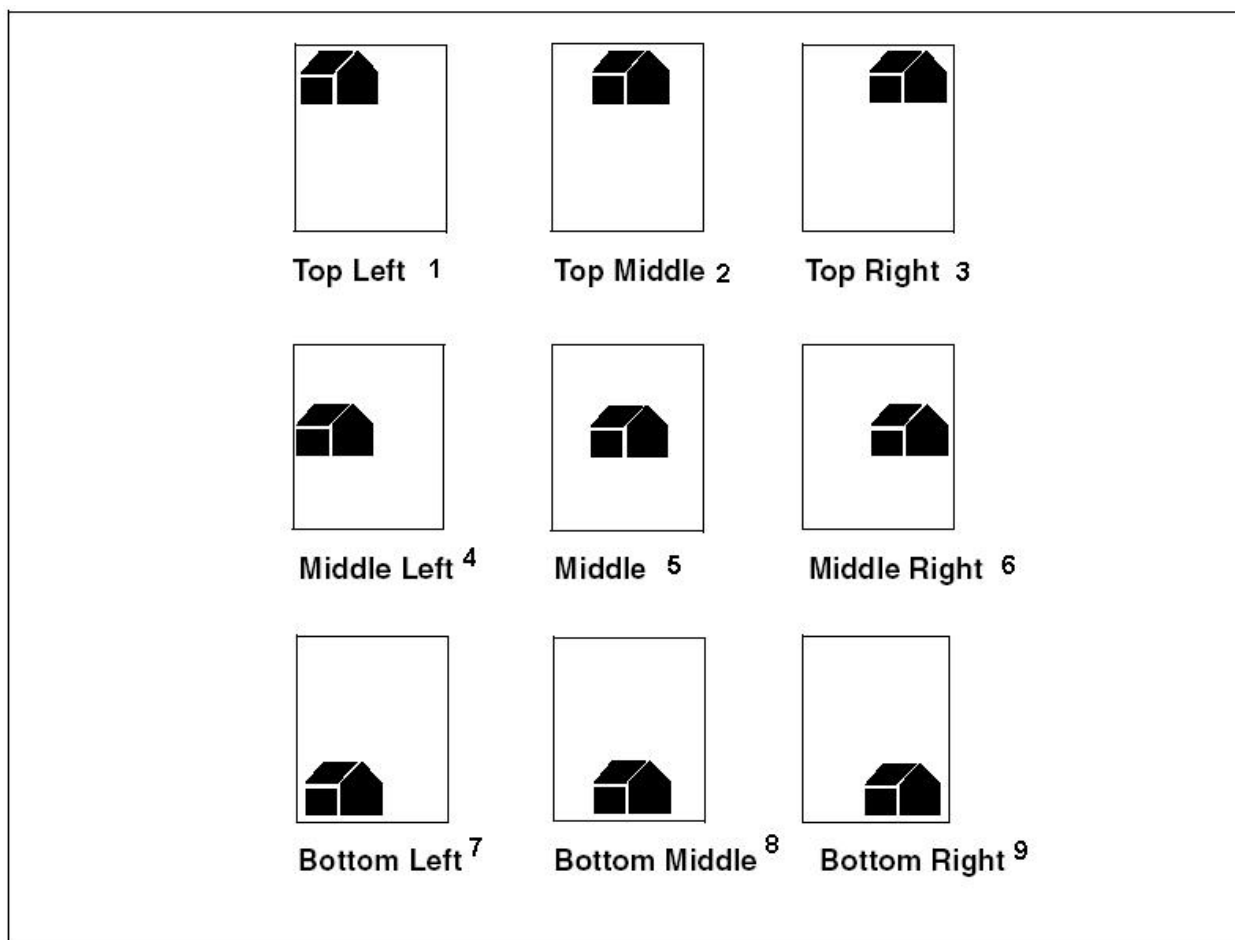 Top Left 1
Top Middle 2
Top Right 3
Middle Left 4
Middle 5
Middle Right 6
Bottom Left 7
Bottom Middle 8
Bottom Right 9